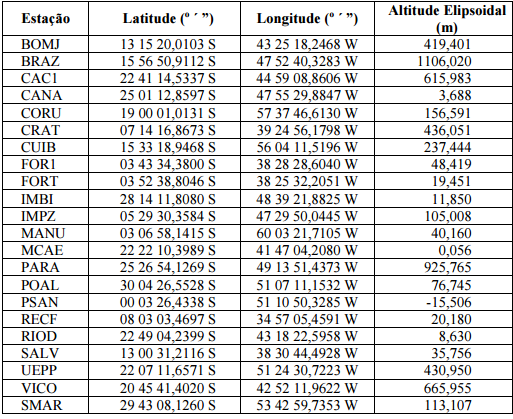 Estação Latitude (º ´ ”) Longitude (º ´ ”) Altitude Elipsoidal (m)
BOMJ 13 15 20,0103 S 43 25 18,2468 W 419,401
BRAZ 15 56 50,9112 S 47 52 40,3283 W 1106,020
CAC1 22 41 14,5337 S 44 59 08,8606 W 615,983
CANA 25 01 12,8597 S 47 55 29,8847 W 3,688
CORU 19 00 01,0131 S 57 37 46,6130 W 156,591
CRAT 07 14 16,8673 S 39 24 56,1798 W 436,051
CUIB 15 33 18,9468 S 56 04 11,5196 W 237,444
FOR1 03 43 34,3800 S 38 28 28,6040 W 48,419
FORT 03 52 38,8046 S 38 25 32,2051 W 19,451
IMBI 28 14 11,8080 S 48 39 21,8825 W 11,850
IMPZ 05 29 30,3584 S 47 29 50,0445 W 105,008
MANU 03 06 58,1415 S 60 03 21,7105 W 40,160
MCAE 22 22 10,3989 S 41 47 04,2080 W 0,056
PARA 25 26 54,1269 S 49 13 51,4373 W 925,765
POAL 30 04 26,5528 S 51 07 11,1532 W 76,745
PSAN 00 03 26,4338 S 51 10 50,3285 W -15,506
RECF 08 03 03,4697 S 34 57 05,4591 W 20,180
RIOD 22 49 04,2399 S 43 18 22,5958 W 8,630
SALV 13 00 31,2116 S 38 30 44,4928 W 35,756
UEPP 22 07 11,6571 S 51 24 30,7223 W 430,950
VICO 20 45 41,4020 S 42 52 11,9622 W 665,955
SMAR 29 43 08,1260 S 53 42 59,7353 W 113,107